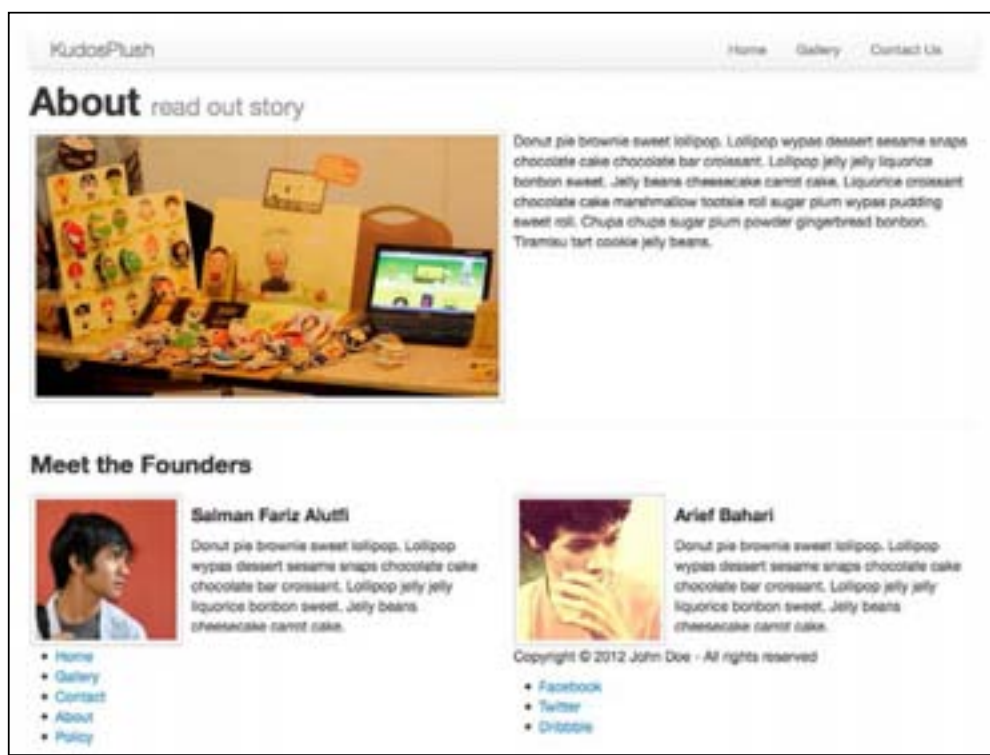 KudosPlush
Home Gallery Contact Us
About read out story
Donut pie brownie sweet lollipop. Lollipop wypas dessert sesame snaps
chocolate cake chocolate bar croissant. Lollipop jelly jelly liquorice
bonbon sweet. Jelly beans cheesecake carrot cake. Liquorice croissant
chocolate cake marshmallow tootsie roll sugar plum wypas pudding
sweet roll. Chupa chups sugar plum powder gingerbread bonbon.
Tiramisu tart cookie jelly beans.
Meet the Founders
Salman Fariz Alutfi
Donut pie brownie sweet lollipop. Lollipop
wypas dessert sesame snaps chocolate cake
chocolate bar croissant. Lollipop jelly jelly
liquorice bonbon sweet. Jelly beans
cheesecake carrot cake.
• Home
• Gallery
• Contact
• About
• Policy
Arief Bahari
Donut pie brownie sweet lollipop. Lollipop
wypas dessert sesame snaps chocolate cake
chocolate bar croissant. Lollipop jelly jelly
liquorice bonbon sweet. Jelly beans
cheesecake carrot cake.
Copyright © 2012 John Doe - All rights reserved
• Facebook
• Twitter
• Dribbble